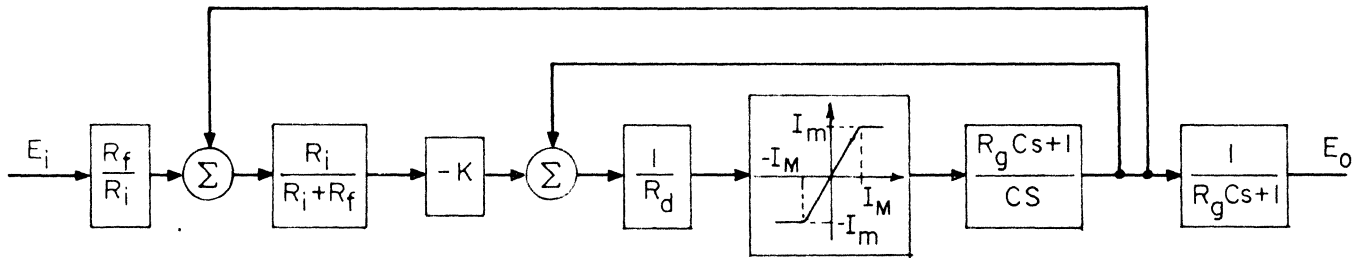 E_i
R_f
R_i
Σ
R_i
R_i+R_f
-K
Σ
1
R_d
I_m
-I_M
I_M
-I_m
R_g Cs+1
CS
1
R_g Cs+1
E_o